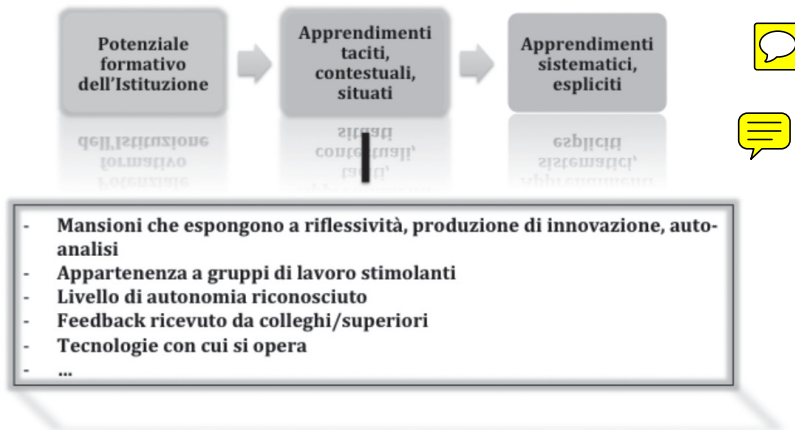 Potenziale
formativo
dell'Istituzione
Apprendimenti
taciti,
contestuali,
situati
Apprendimenti
sistematici,
espliciti
- Mansioni che espongono a riflessività, produzione di innovazione, auto-
analisi
- Appartenenza a gruppi di lavoro stimolanti
- Livello di autonomia riconosciuto
- Feedback ricevuto da colleghi/superiori
- Tecnologie con cui si opera
- ...